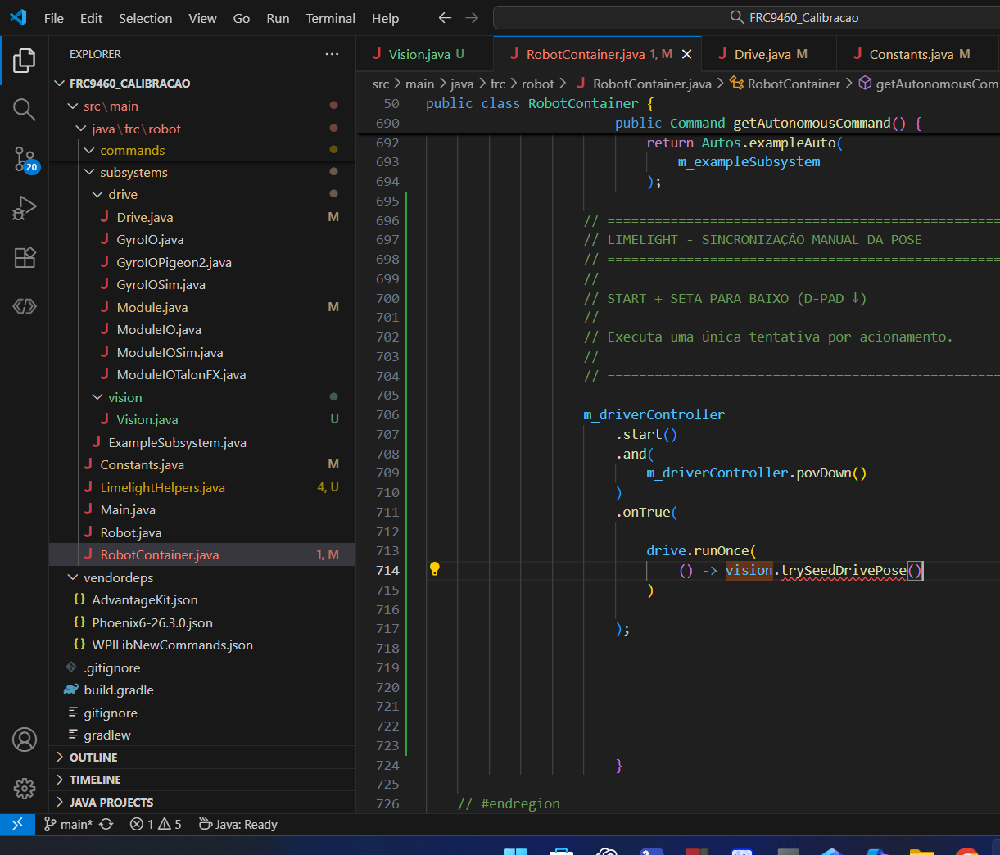 File Edit Selection View Go Run Terminal Help
FRC9460_Calibracao
EXPLORER
FRC9460_CALIBRACAO
src\main
java\frc\robot
commands
subsystems
drive
Drive.java M
GyroIO.java
GyroIOPigeon2.java
GyroIOSim.java
Module.java M
ModuleIO.java
ModuleIOSim.java
ModuleIOTalonFX.java
vision
Vision.java U
ExampleSubsystem.java
Constants.java M
LimelightHelpers.java 4, U
Main.java
Robot.java
RobotContainer.java 1, M
vendordeps
AdvantageKit.json
Phoenix6-26.3.0.json
WPILibNewCommands.json
.gitignore
build.gradle
gitignore
gradlew
OUTLINE
TIMELINE
JAVA PROJECTS
20
Vision.java U RobotContainer.java 1, M Drive.java M Constants.java M
src > main > java > frc > robot > RobotContainer.java > RobotContainer > getAutonomousCom
50 public class RobotContainer {
690 public Command getAutonomousCommand() {
692 return Autos.exampleAuto(
693 m_exampleSubsystem
694 );
695
696 // ==================================================
697 // LIMELIGHT - SINCRONIZAÇÃO MANUAL DA POSE
698 // ==================================================
699 //
700 // START + SETA PARA BAIXO (D-PAD ↓)
701 //
702 // Executa uma única tentativa por acionamento.
703 //
704 // ==================================================
705
706 m_driverController
707 .start()
708 .and(
709 m_driverController.povDown()
710 )
711 .onTrue(
712
713 drive.runOnce(
714 () -> vision.trySeedDrivePose()
715 )
716
717 );
718
719
720
721
722
723
724 }
725
726 // #endregion
main* 1 5 Java: Ready